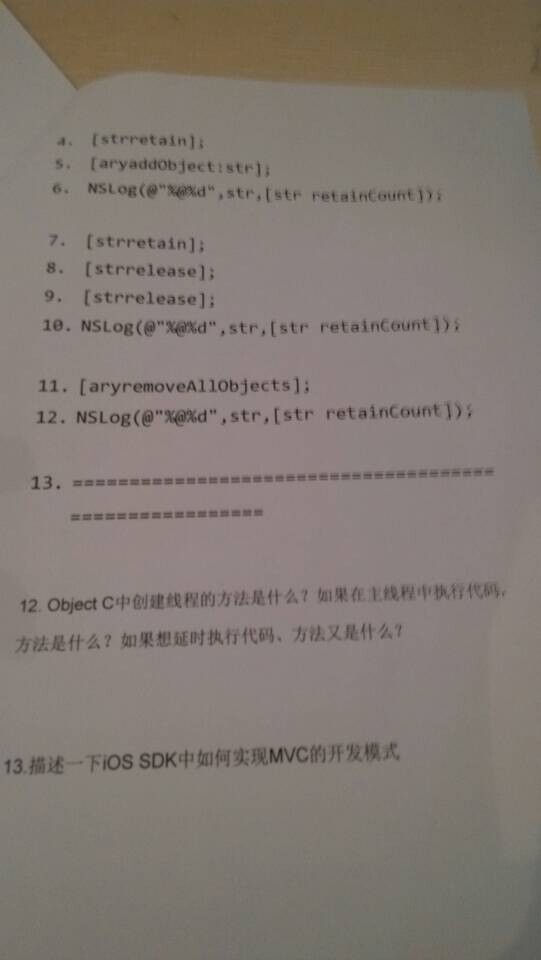 4. [strretain];
5. [aryaddObject:str];
6. NSLog(@"%@%d",str,[str retainCount]);
7. [strretain];
8. [strrelease];
9. [strrelease];
10. NSLog(@"%@%d",str,[str retainCount]);
11. [aryremoveAllObjects];
12. NSLog(@"%@%d",str,[str retainCount]);
13. =====================================
=================
12. Object C中创建线程的方法是什么？如果在主线程中执行代码，
方法是什么？如果想延时执行代码、方法又是什么？
13.描述一下iOS SDK中如何实现MVC的开发模式